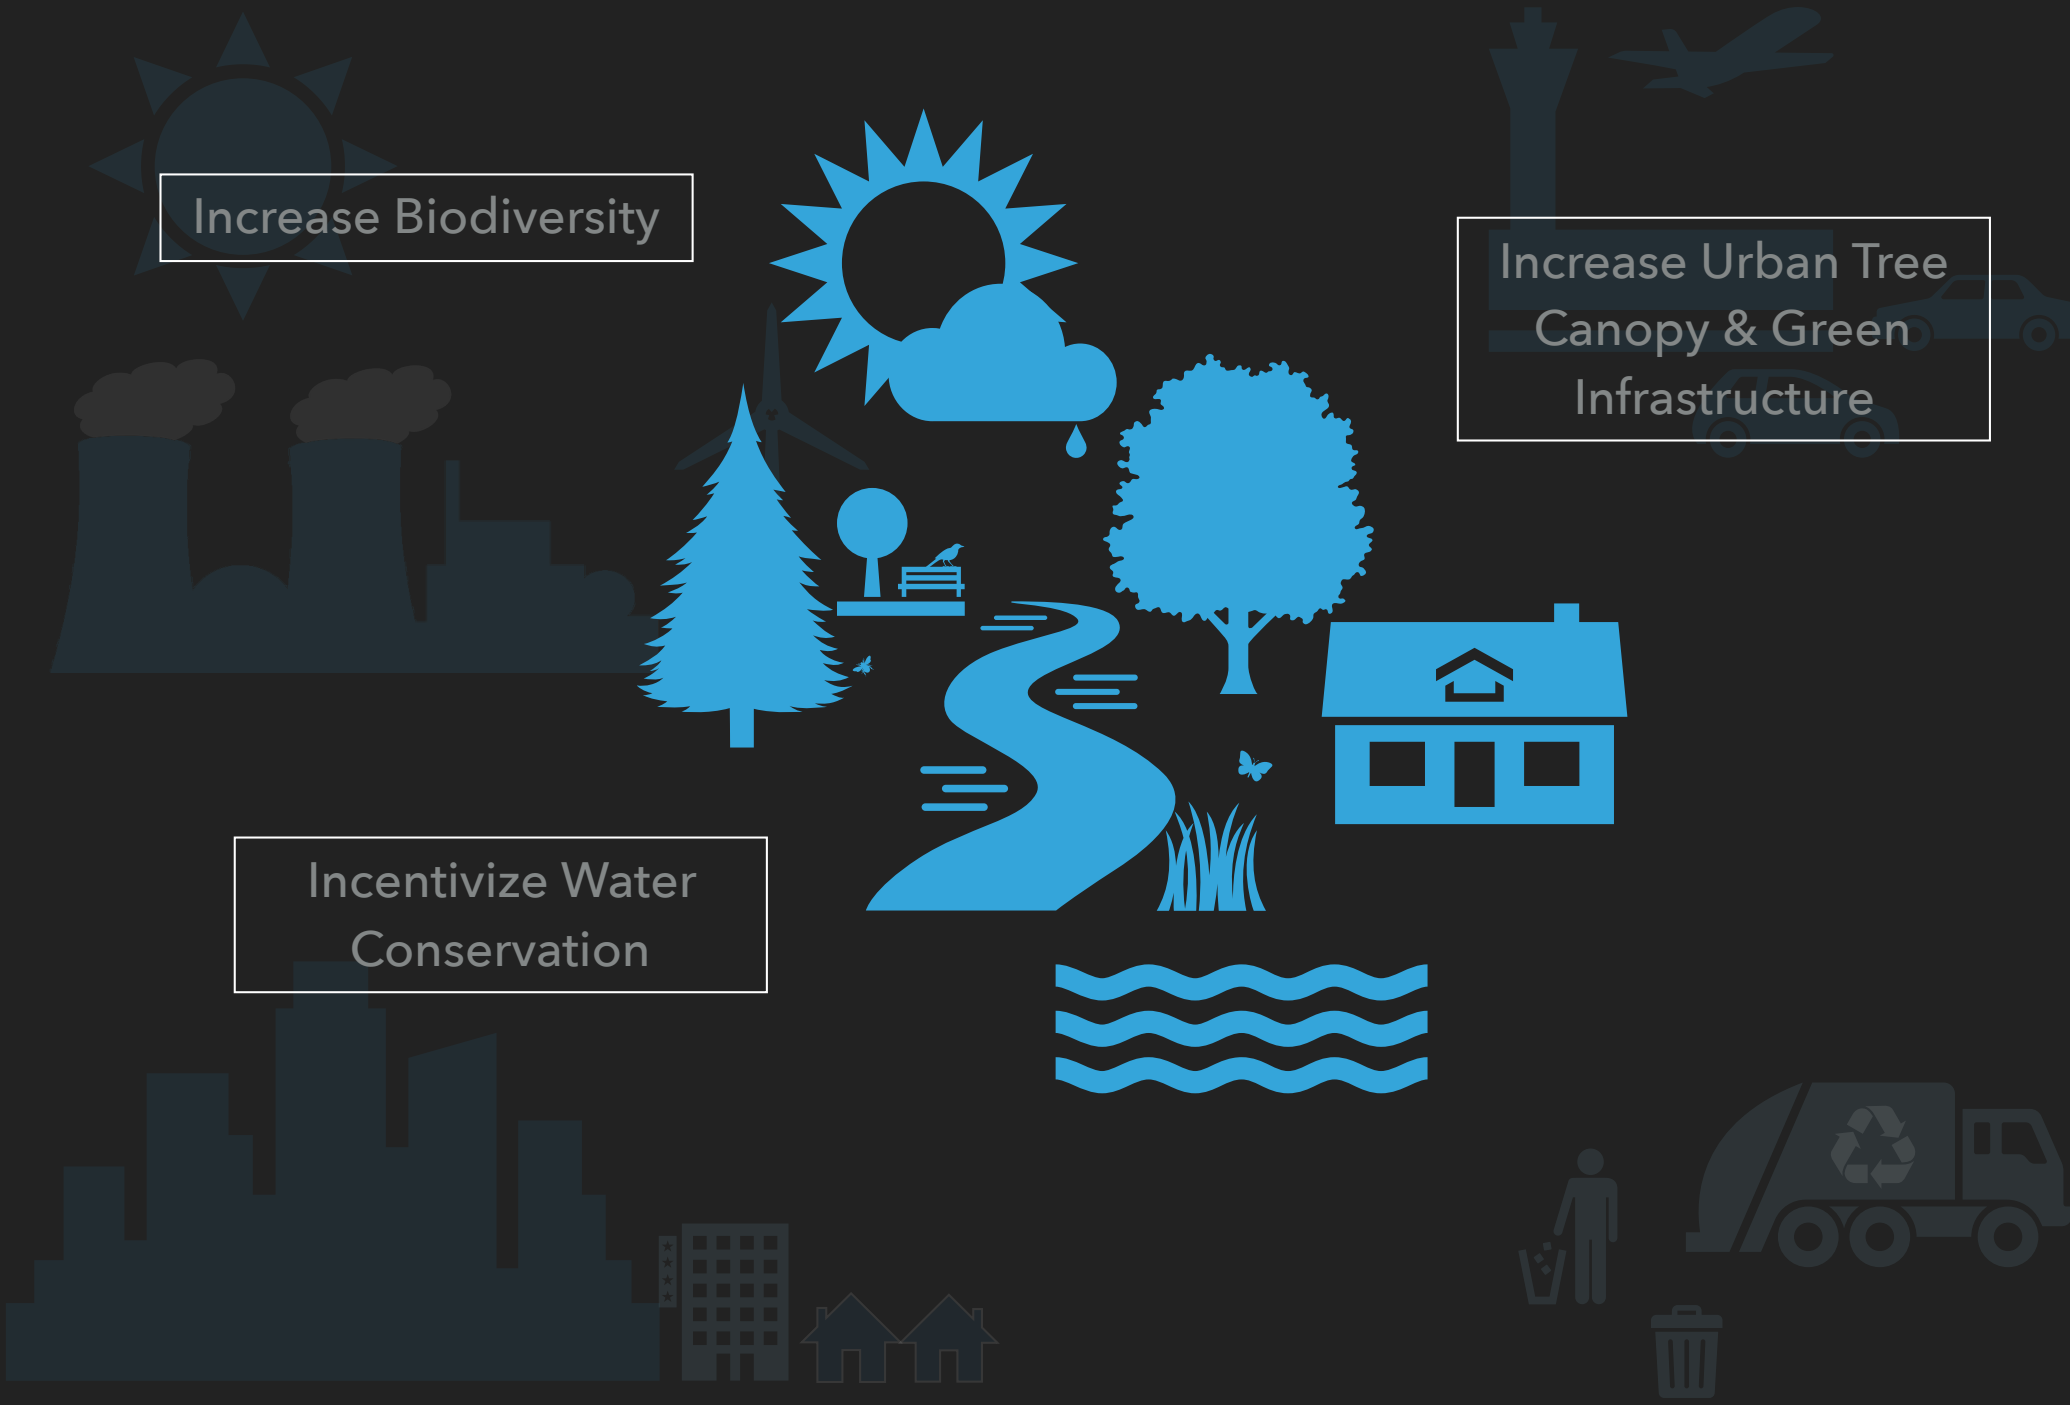 Increase Biodiversity
Increase Urban Tree
Canopy & Green
Infrastructure
Incentivize Water
Conservation